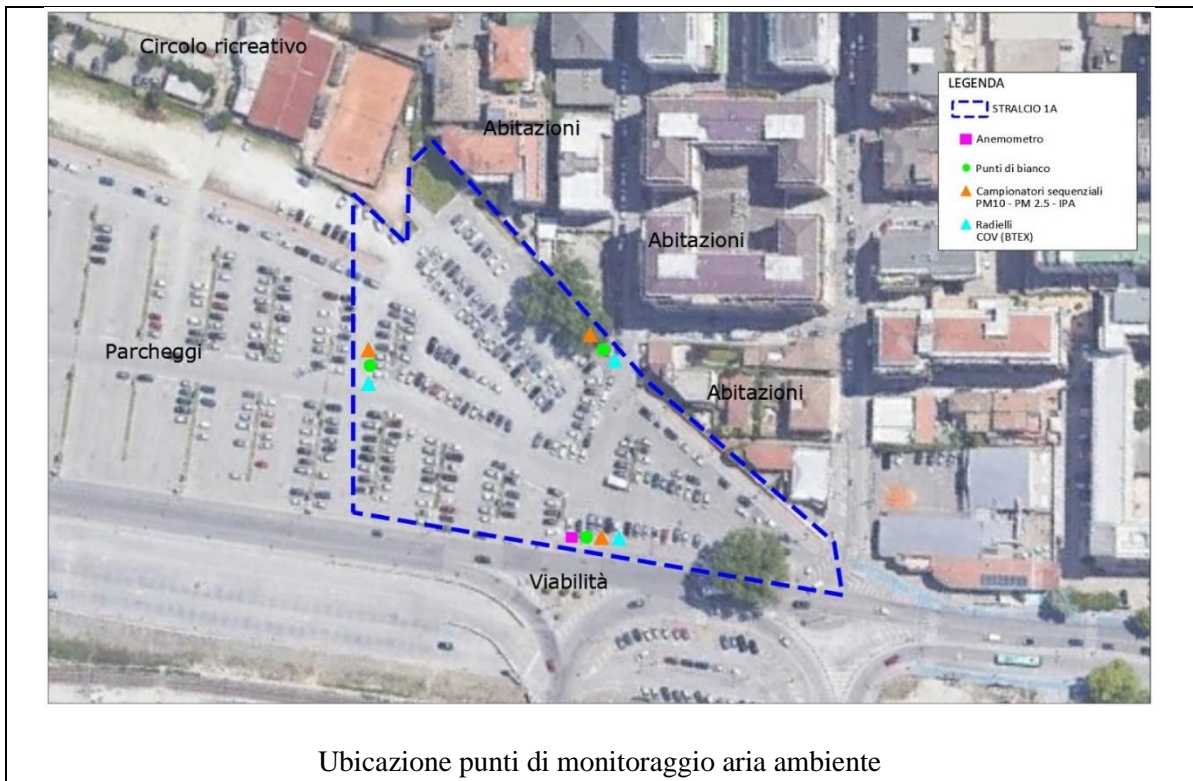 Circolo ricreativo
Abitazioni
Abitazioni
Parcheggi
Abitazioni
Viabilità
LEGENDA
STRALCIO 1A
Anemometro
Punti di bianco
Campionatori sequenziali
PM10 - PM 2.5 - IPA
Radielli
COV (BTEX)
Ubicazione punti di monitoraggio aria ambiente